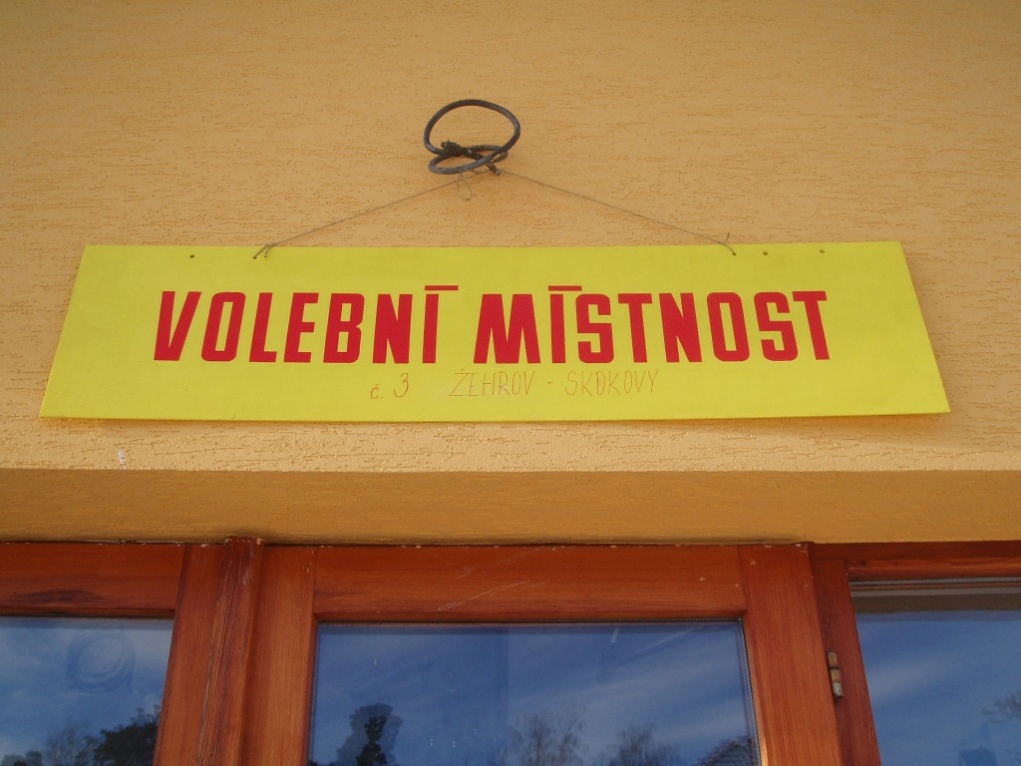 VOLEBNÍ MÍSTNOST
č. 3 ŽEHROV - SKOKOVY